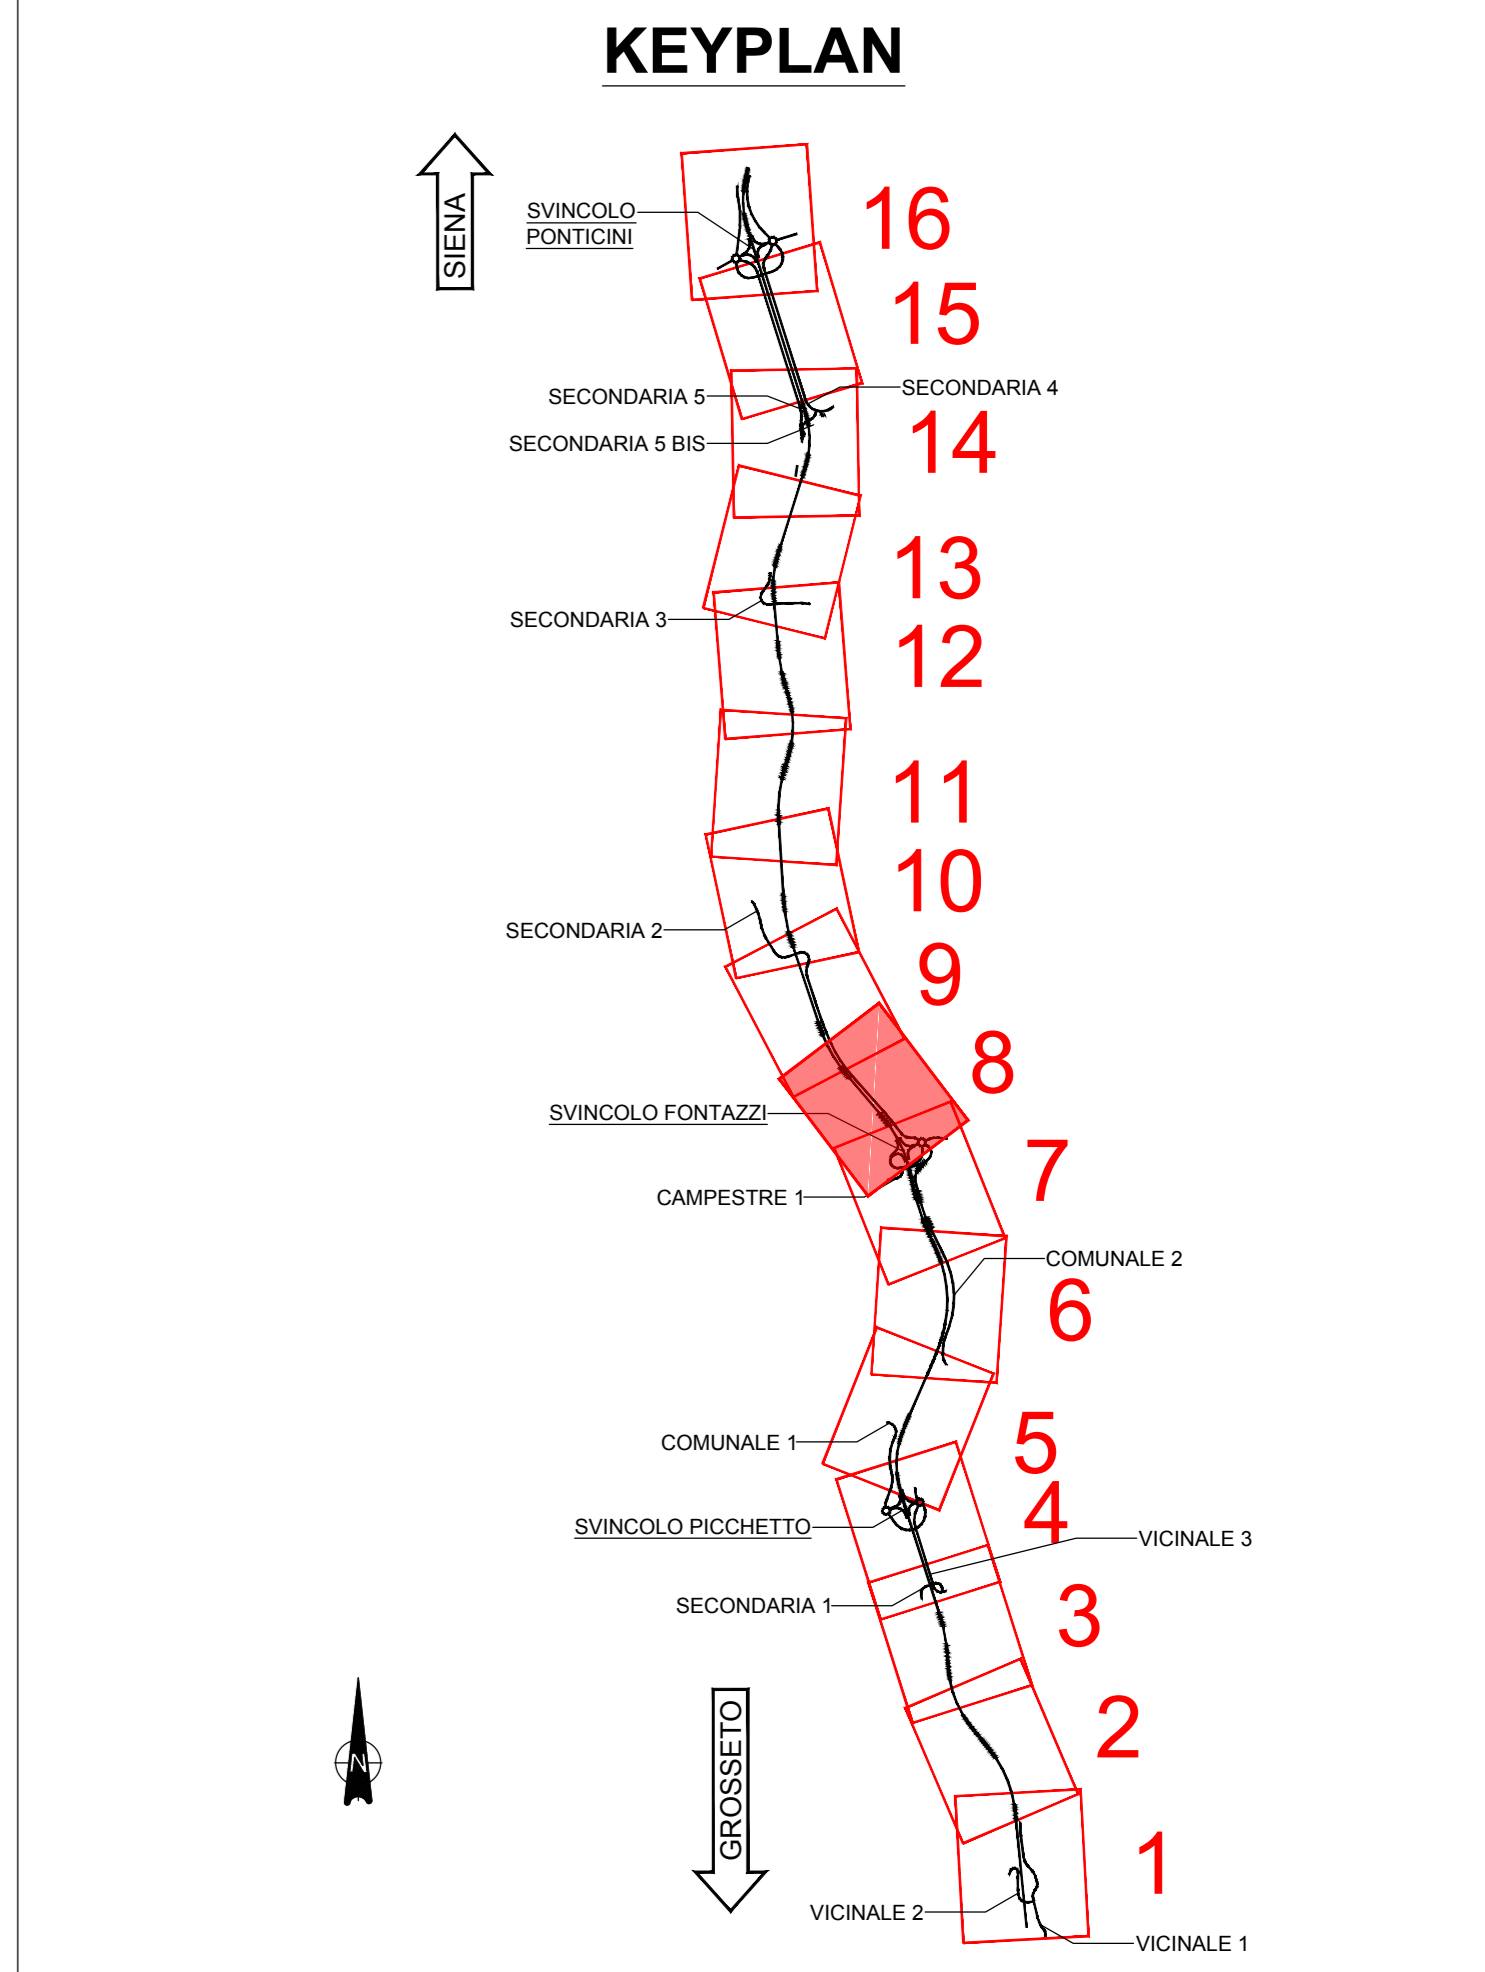 KEYPLAN
SIENA
SVINCOLO
PONTICINI
16
15
SECONDARIA 5
SECONDARIA 4
SECONDARIA 5 BIS
14
13
SECONDARIA 3
12
11
10
SECONDARIA 2
9
8
SVINCOLO FONTAZZI
7
CAMPESTRE 1
COMUNALE 2
6
COMUNALE 1
5
4
SVINCOLO PICCHETTO
VICINALE 3
SECONDARIA 1
3
2
GROSSETO
N
1
VICINALE 2
VICINALE 1